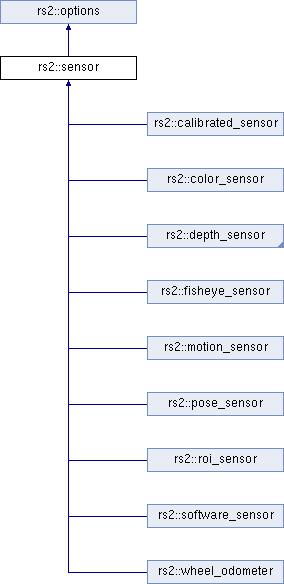 rs2::options
rs2::sensor
rs2::calibrated_sensor
rs2::color_sensor
rs2::depth_sensor
rs2::fisheye_sensor
rs2::motion_sensor
rs2::pose_sensor
rs2::roi_sensor
rs2::software_sensor
rs2::wheel_odometer